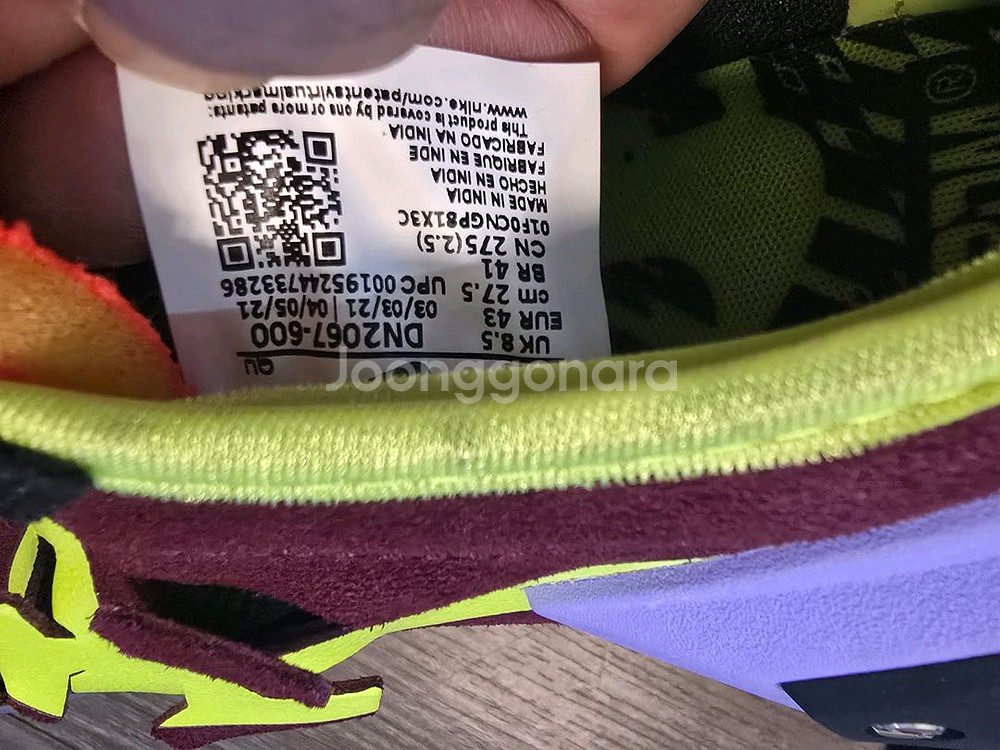 QU
UK 8.5 DN2067-600
EUR 43 03/03/21 | 04/05/21
cm 27.5 UPC 00195244733286
BR 41
CN 275(2.5)
01F0CNGP81X3C
MADE IN INDIA
HECHO EN INDIA
FABRIQUE EN INDE
FABRICADO NA INDIA
This product is covered by one or more patents:
www.nike.com/patentsvirtualmarking
Joonggonara